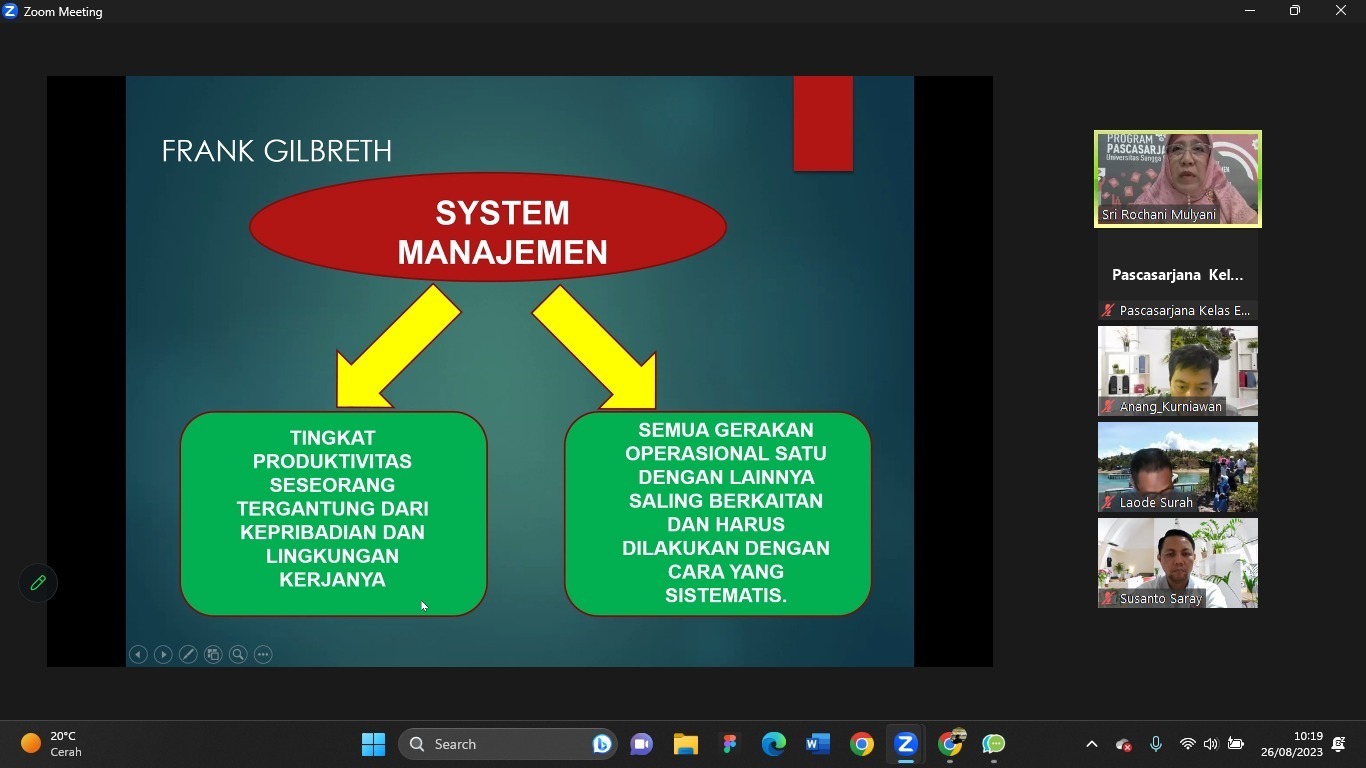 Zoom Meeting
FRANK GILBRETH
SYSTEM
MANAJEMEN
TINGKAT
PRODUKTIVITAS
SESEORANG
TERGANTUNG DARI
KEPRIBADIAN DAN
LINGKUNGAN
KERJANYA
SEMUA GERAKAN
OPERASIONAL SATU
DENGAN LAINNYA
SALING BERKAITAN
DAN HARUS
DILAKUKAN DENGAN
CARA YANG
SISTEMATIS.
PROGRAM
PASCASARJA
Universitas Sangga
Sri Rochani Mulyani
Pascasarjana Kel...
Pascasarjana Kelas E...
Anang_Kurniawan
Laode Surah
Susanto Saray
20°C
Cerah
Search
10:19
26/08/2023